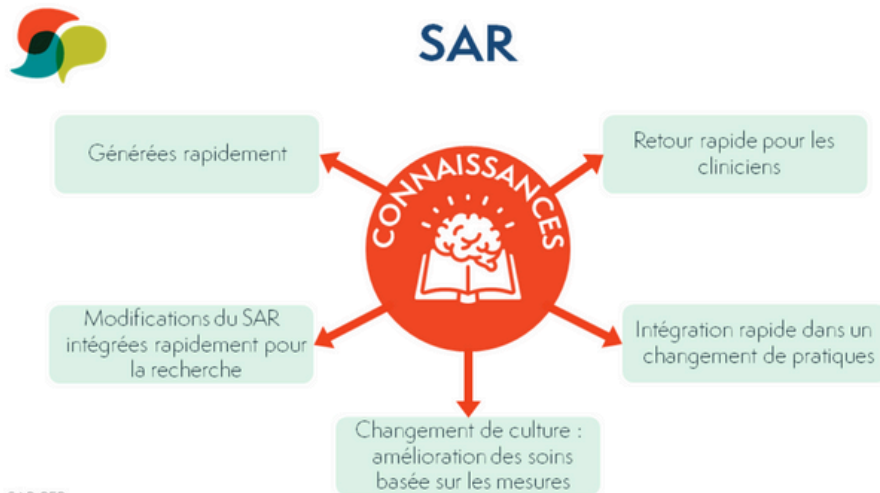 SAR
Générées rapidement
Retour rapide pour les
cliniciens
CONNAISSANCES
Modifications du SAR
intégrées rapidement pour
la recherche
Intégration rapide dans un
changement de pratiques
Changement de culture :
amélioration des soins
basée sur les mesures